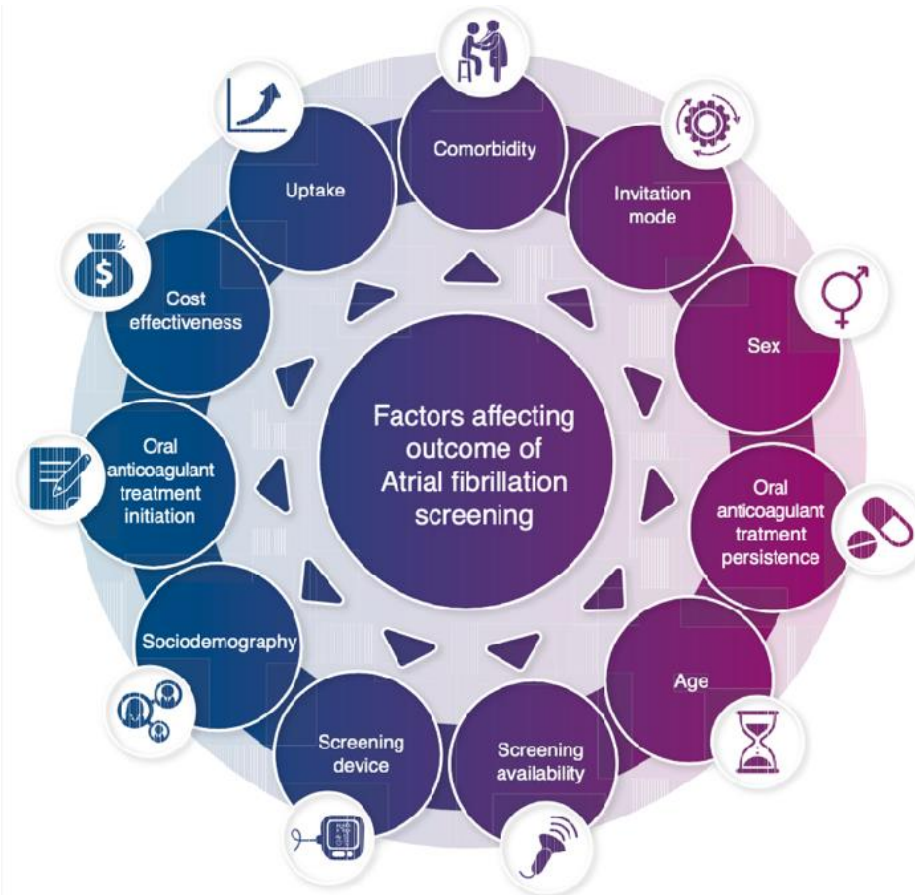 Comorbidity
Invitation
mode
Sex
Oral
anticoagulant
tratment
persistence
Age
Screening
availability
Screening
device
Sociodemography
Oral
anticoagulant
treatment
initiation
Cost
effectiveness
$
Uptake
Factors affecting
outcome of
Atrial fibrillation
screening